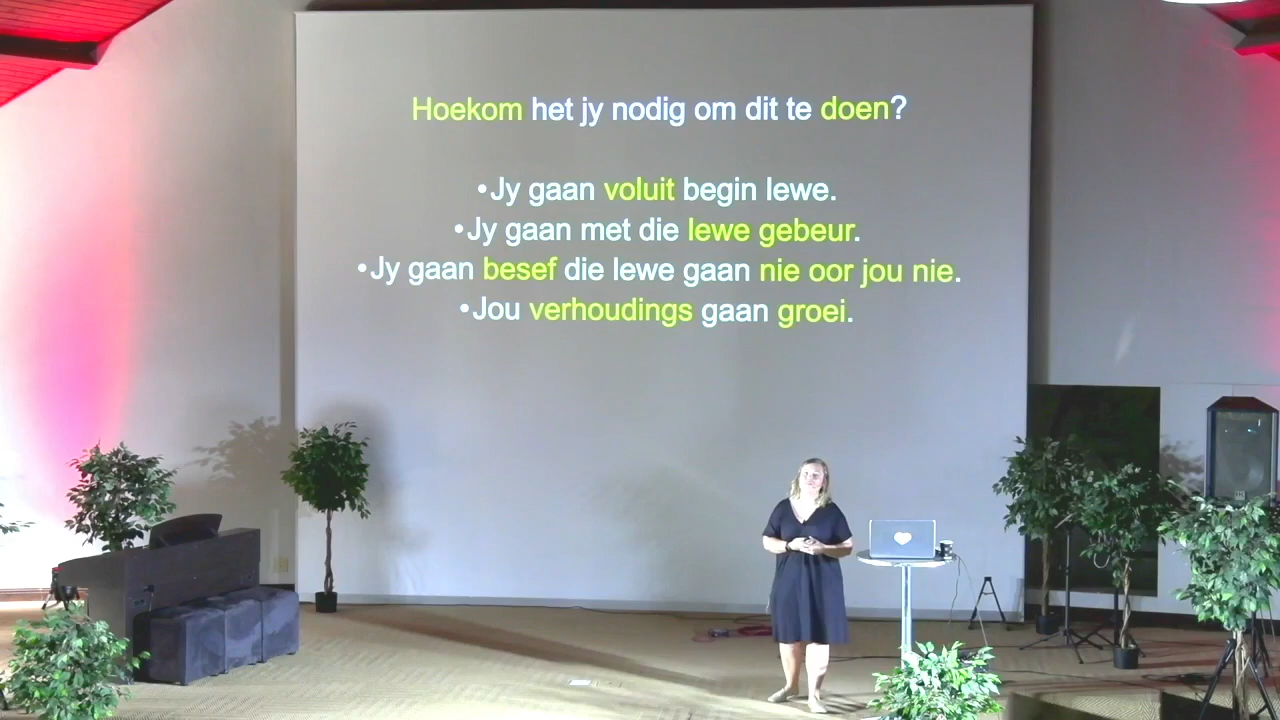 Hoekom het jy nodig om dit te doen?
•Jy gaan voluit begin lewe.
•Jy gaan met die lewe gebeur.
•Jy gaan besef die lewe gaan nie oor jou nie.
•Jou verhoudings gaan groei.